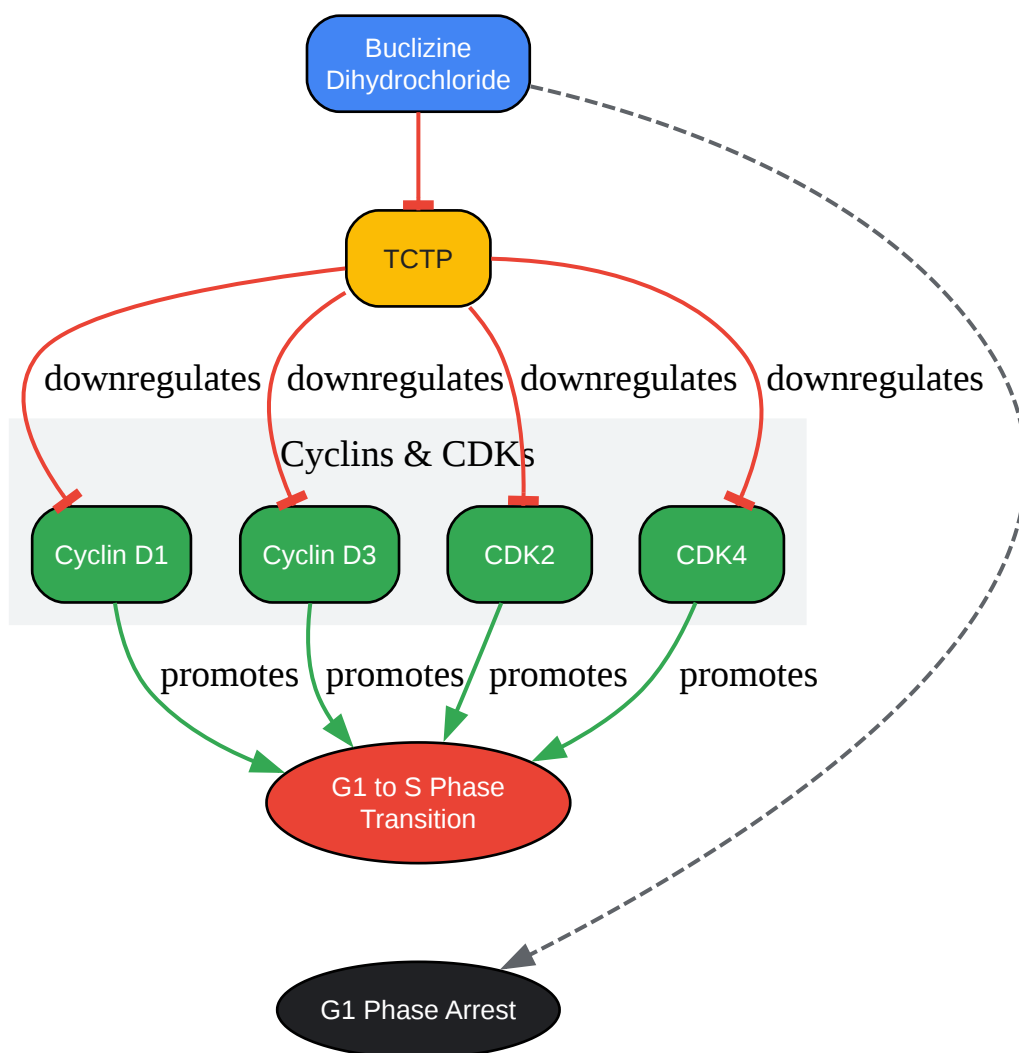 Buclizine
Dihydrochloride
TCTP
downregulates
downregulates
downregulates
downregulates
Cyclins & CDKs
Cyclin D1
Cyclin D3
CDK2
CDK4
promotes
promotes
promotes
promotes
G1 to S Phase
Transition
G1 Phase Arrest